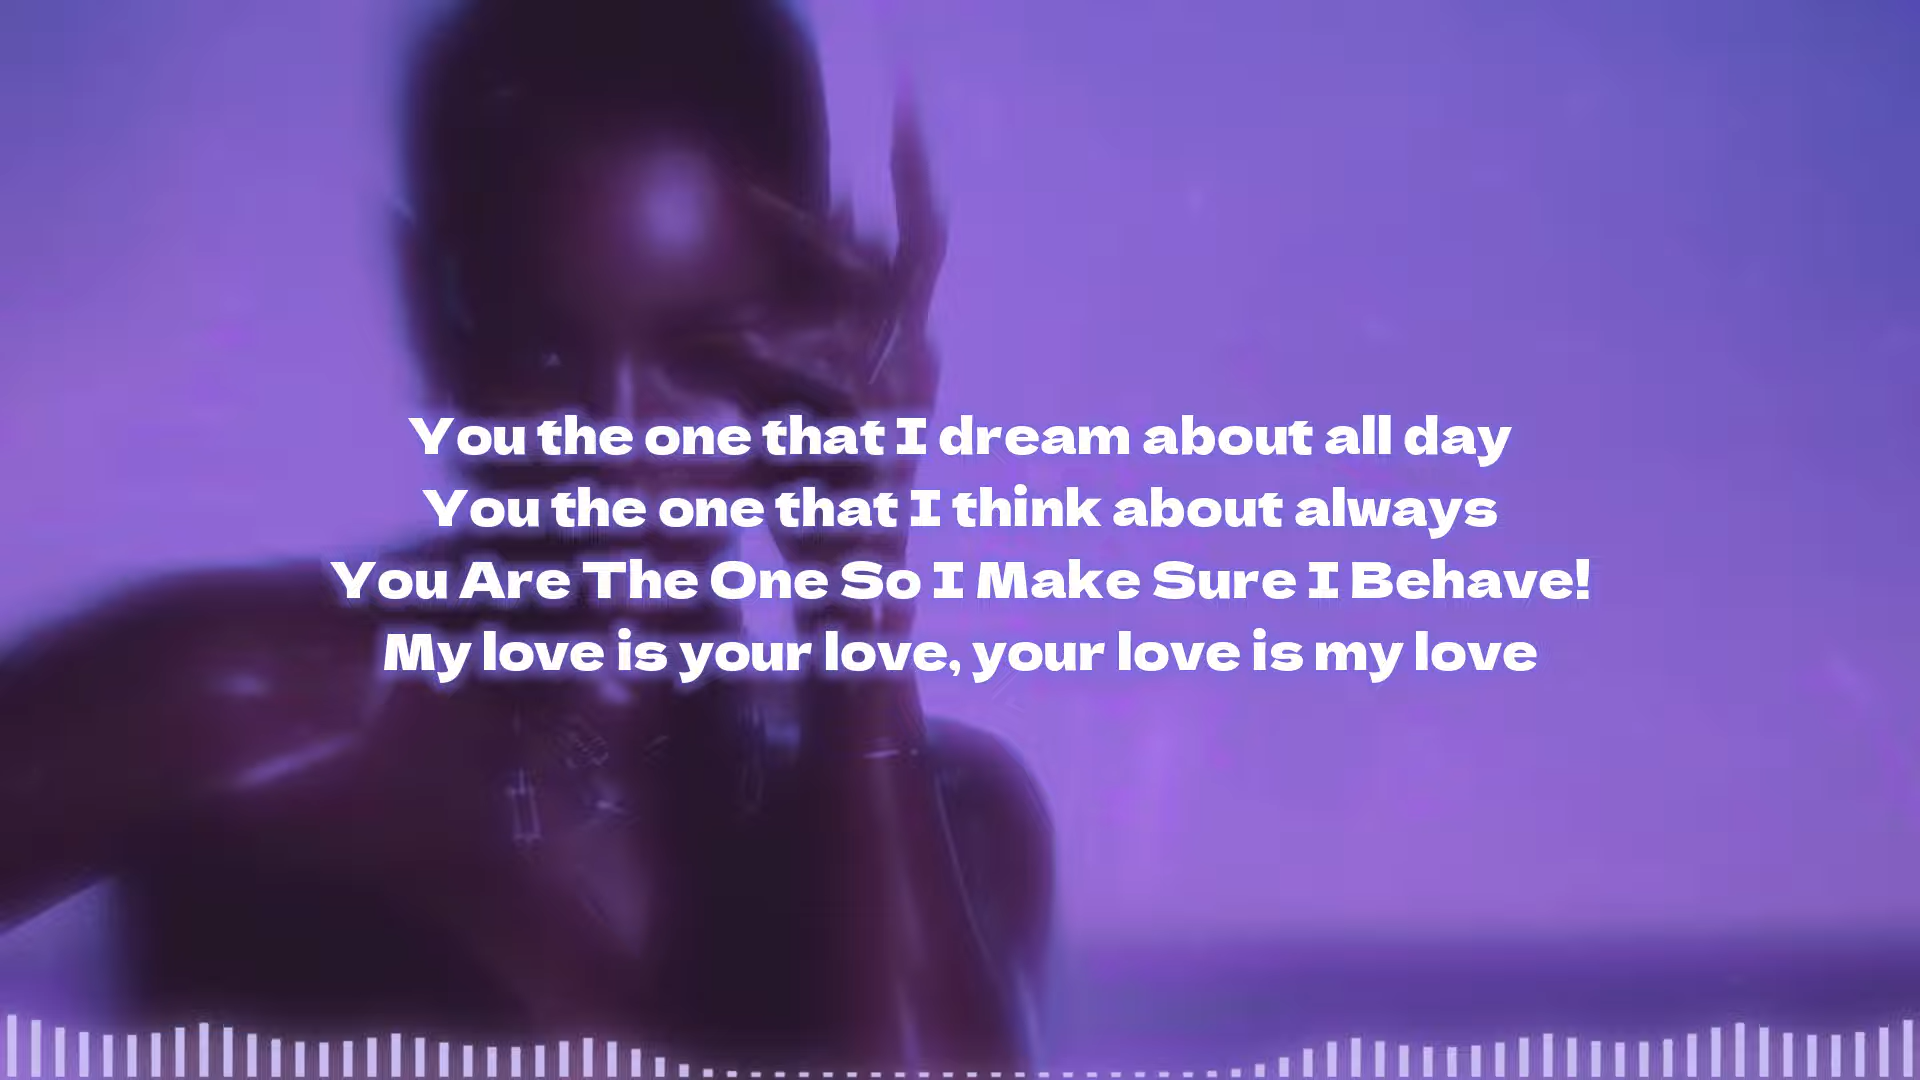 You the one that I dream about all day
You the one that I think about always
You Are The One So I Make Sure I Behave!
My love is your love, your love is my love